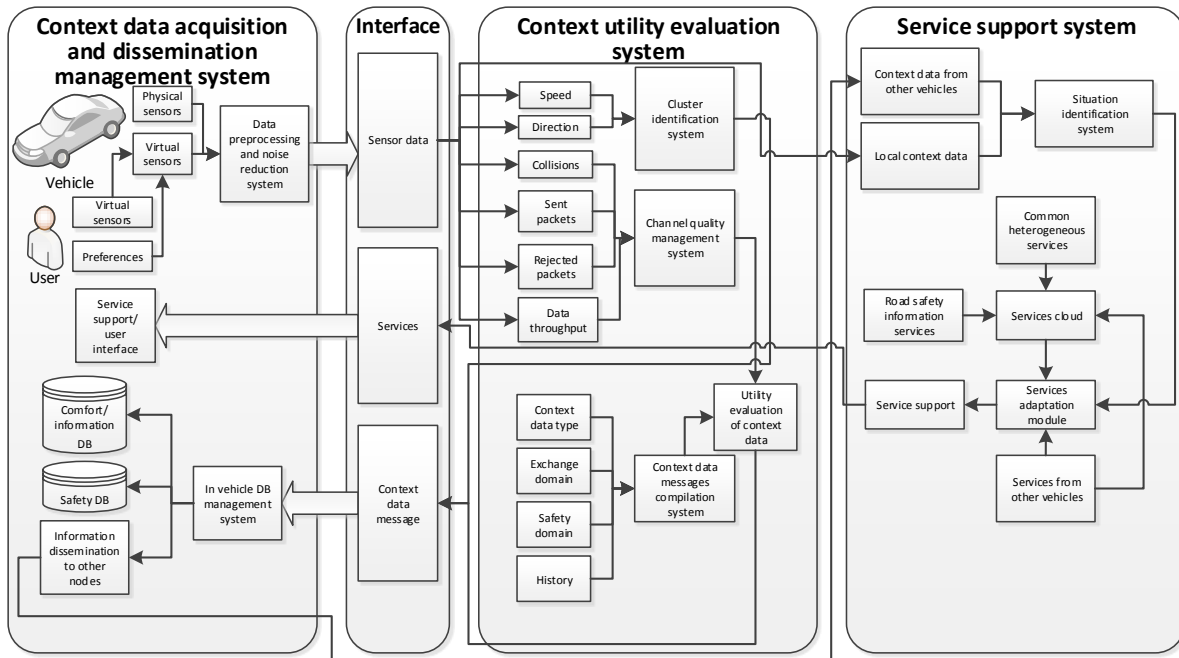 Context data acquisition
and dissemination
management system
Physical
sensors
Virtual
sensors
Data
preprocessing
and noise
reduction
system
Vehicle
Virtual
sensors
Preferences
User
Service
support/
user
interface
Comfort/
information
DB
Safety DB
In vehicle DB
management
system
Information
dissemination
to other
nodes
Interface
Sensor data
Services
Context
data
message
Context utility evaluation
system
Speed
Direction
Collisions
Sent
packets
Rejected
packets
Data
throughput
Cluster
identification
system
Channel quality
management
system
Context
data type
Exchange
domain
Safety
domain
History
Context data
messages
compilation
system
Utility
evaluation
of context
data
Service support system
Context data from
other vehicles
Local context data
Situation
identification
system
Common
heterogeneous
services
Road safety
information
services
Services cloud
Service support
Services
adaptation
module
Services from
other vehicles